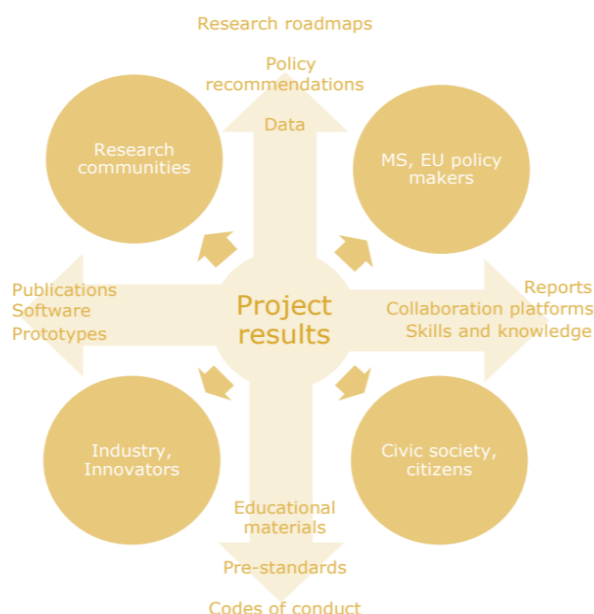 Research roadmaps
Policy
recommendations
Data
Research
communities
MS, EU policy
makers
Publications
Software
Prototypes
Project
results
Reports
Collaboration platforms
Skills and knowledge
Industry,
Innovators
Civic society,
citizens
Educational
materials
Pre-standards
Codes of conduct